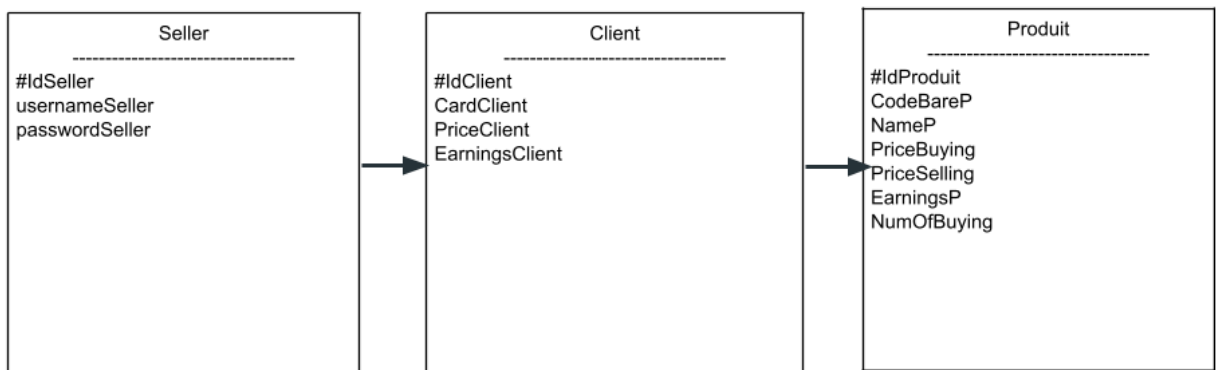 Seller
----------------------------------
#IdSeller
usernameSeller
passwordSeller
Client
----------------------------------
#IdClient
CardClient
PriceClient
EarningsClient
Produit
----------------------------------
#IdProduit
CodeBareP
NameP
PriceBuying
PriceSelling
EarningsP
NumOfBuying